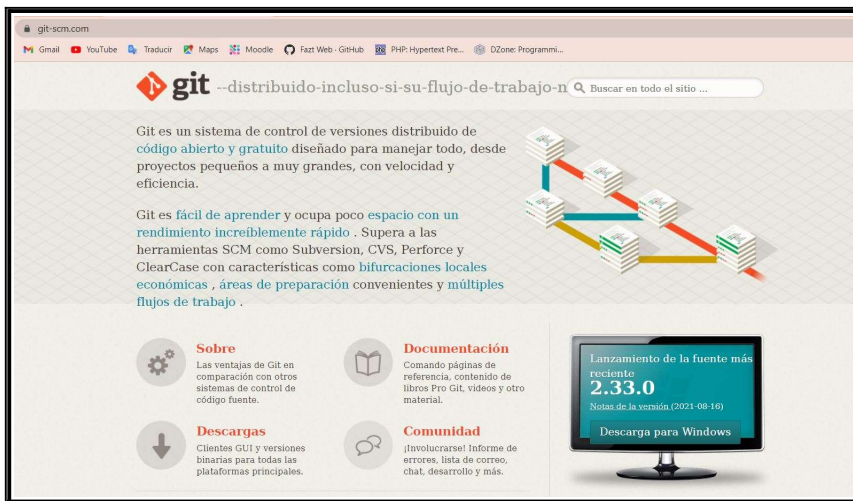 git-scm.com
Gmail YouTube Traducir Maps Moodle Fazt Web · GitHub PHP: Hypertext Pre... DZone: Programmi...
git --distribuido-incluso-si-su-flujo-de-trabajo-n
Buscar en todo el sitio ...
Git es un sistema de control de versiones distribuido de
código abierto y gratuito diseñado para manejar todo, desde
proyectos pequeños a muy grandes, con velocidad y
eficiencia.
Git es fácil de aprender y ocupa poco espacio con un
rendimiento increíblemente rápido . Supera a las
herramientas SCM como Subversion, CVS, Perforce y
ClearCase con características como bifurcaciones locales
económicas , áreas de preparación convenientes y múltiples
flujos de trabajo .
Sobre
Las ventajas de Git en
comparación con otros
sistemas de control de
código fuente.
Documentación
Comando páginas de
referencia, contenido de
libros Pro Git, videos y otro
material.
Descargas
Clientes GUI y versiones
binarias para todas las
plataformas principales.
Comunidad
¡Involucrarse! Informe de
errores, lista de correo,
chat, desarrollo y más.
Lanzamiento de la fuente más
reciente
2.33.0
Notas de la versión (2021-08-16)
Descarga para Windows